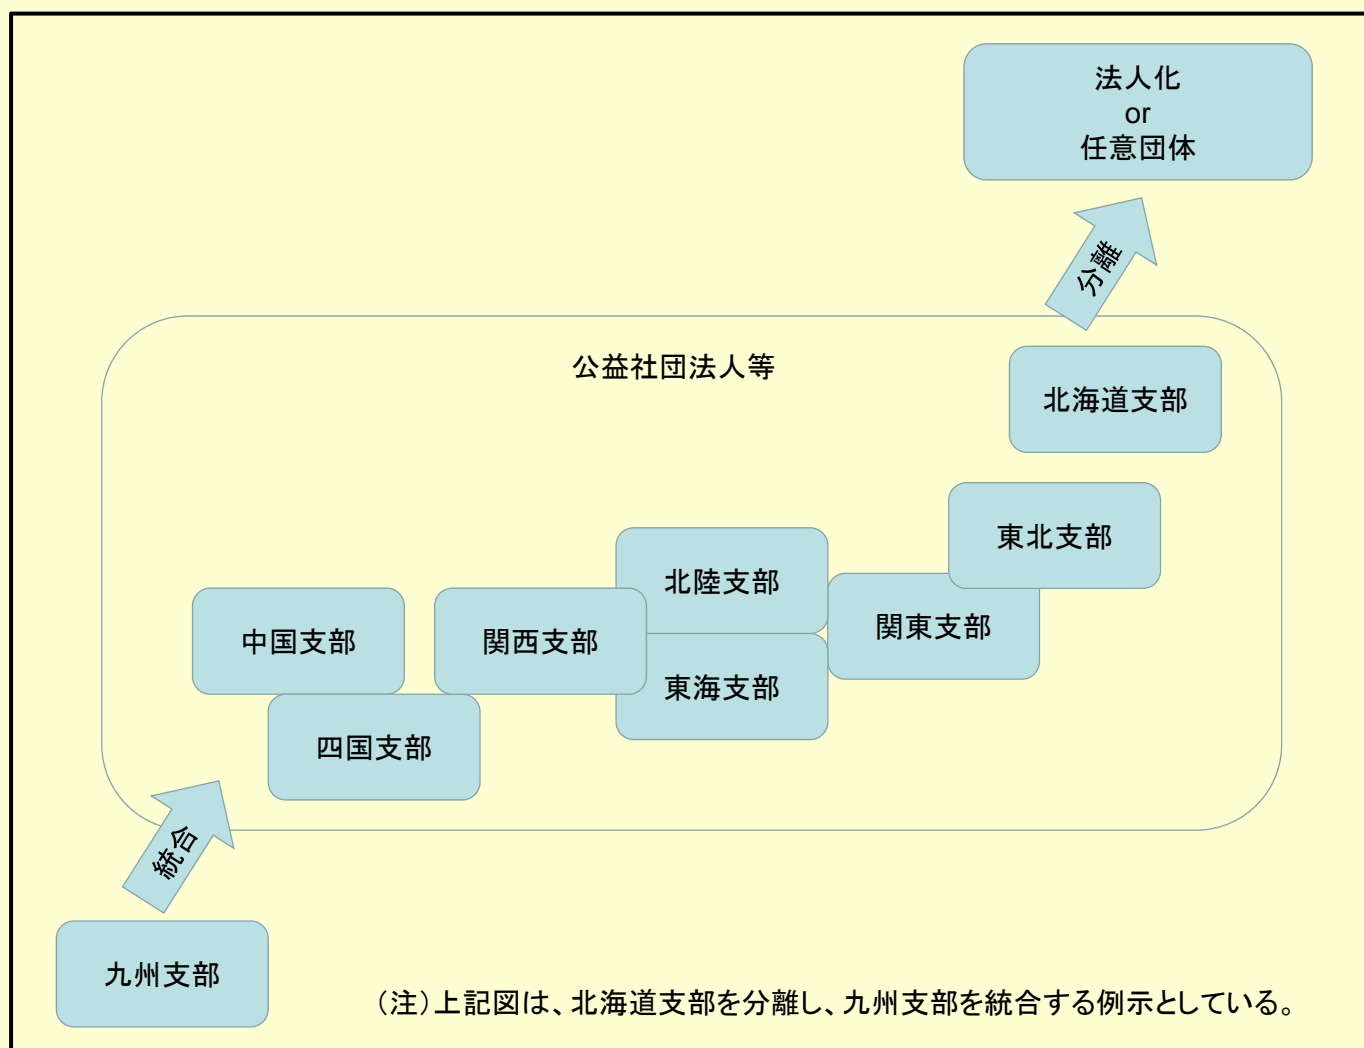 法人化
or
任意団体
分離
公益社団法人等
北海道支部
東北支部
北陸支部
関東支部
中国支部
関西支部
東海支部
四国支部
統合
九州支部
（注）上記図は、北海道支部を分離し、九州支部を統合する例示としている。